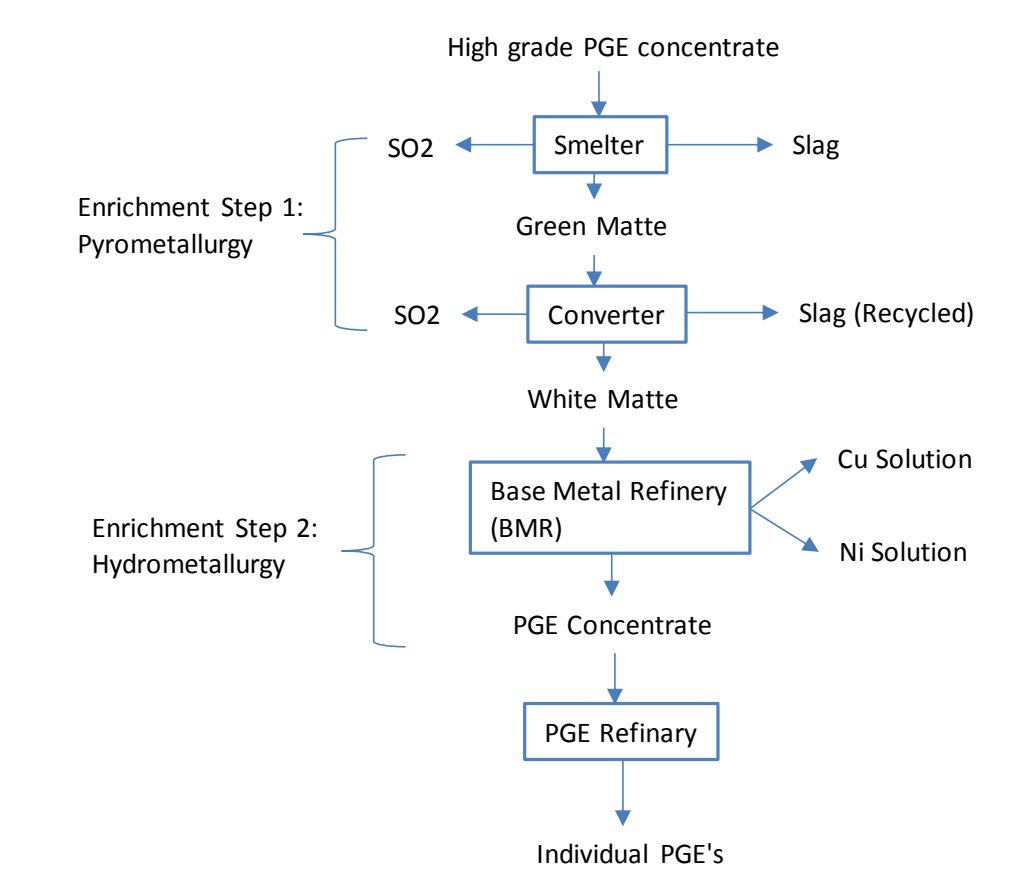 High grade PGE concentrate
SO2
Smelter
Slag
Enrichment Step 1:
Pyrometallurgy
Green Matte
SO2
Converter
Slag (Recycled)
White Matte
Cu Solution
Base Metal Refinery
(BMR)
Enrichment Step 2:
Hydrometallurgy
Ni Solution
PGE Concentrate
PGE Refinary
Individual PGE's